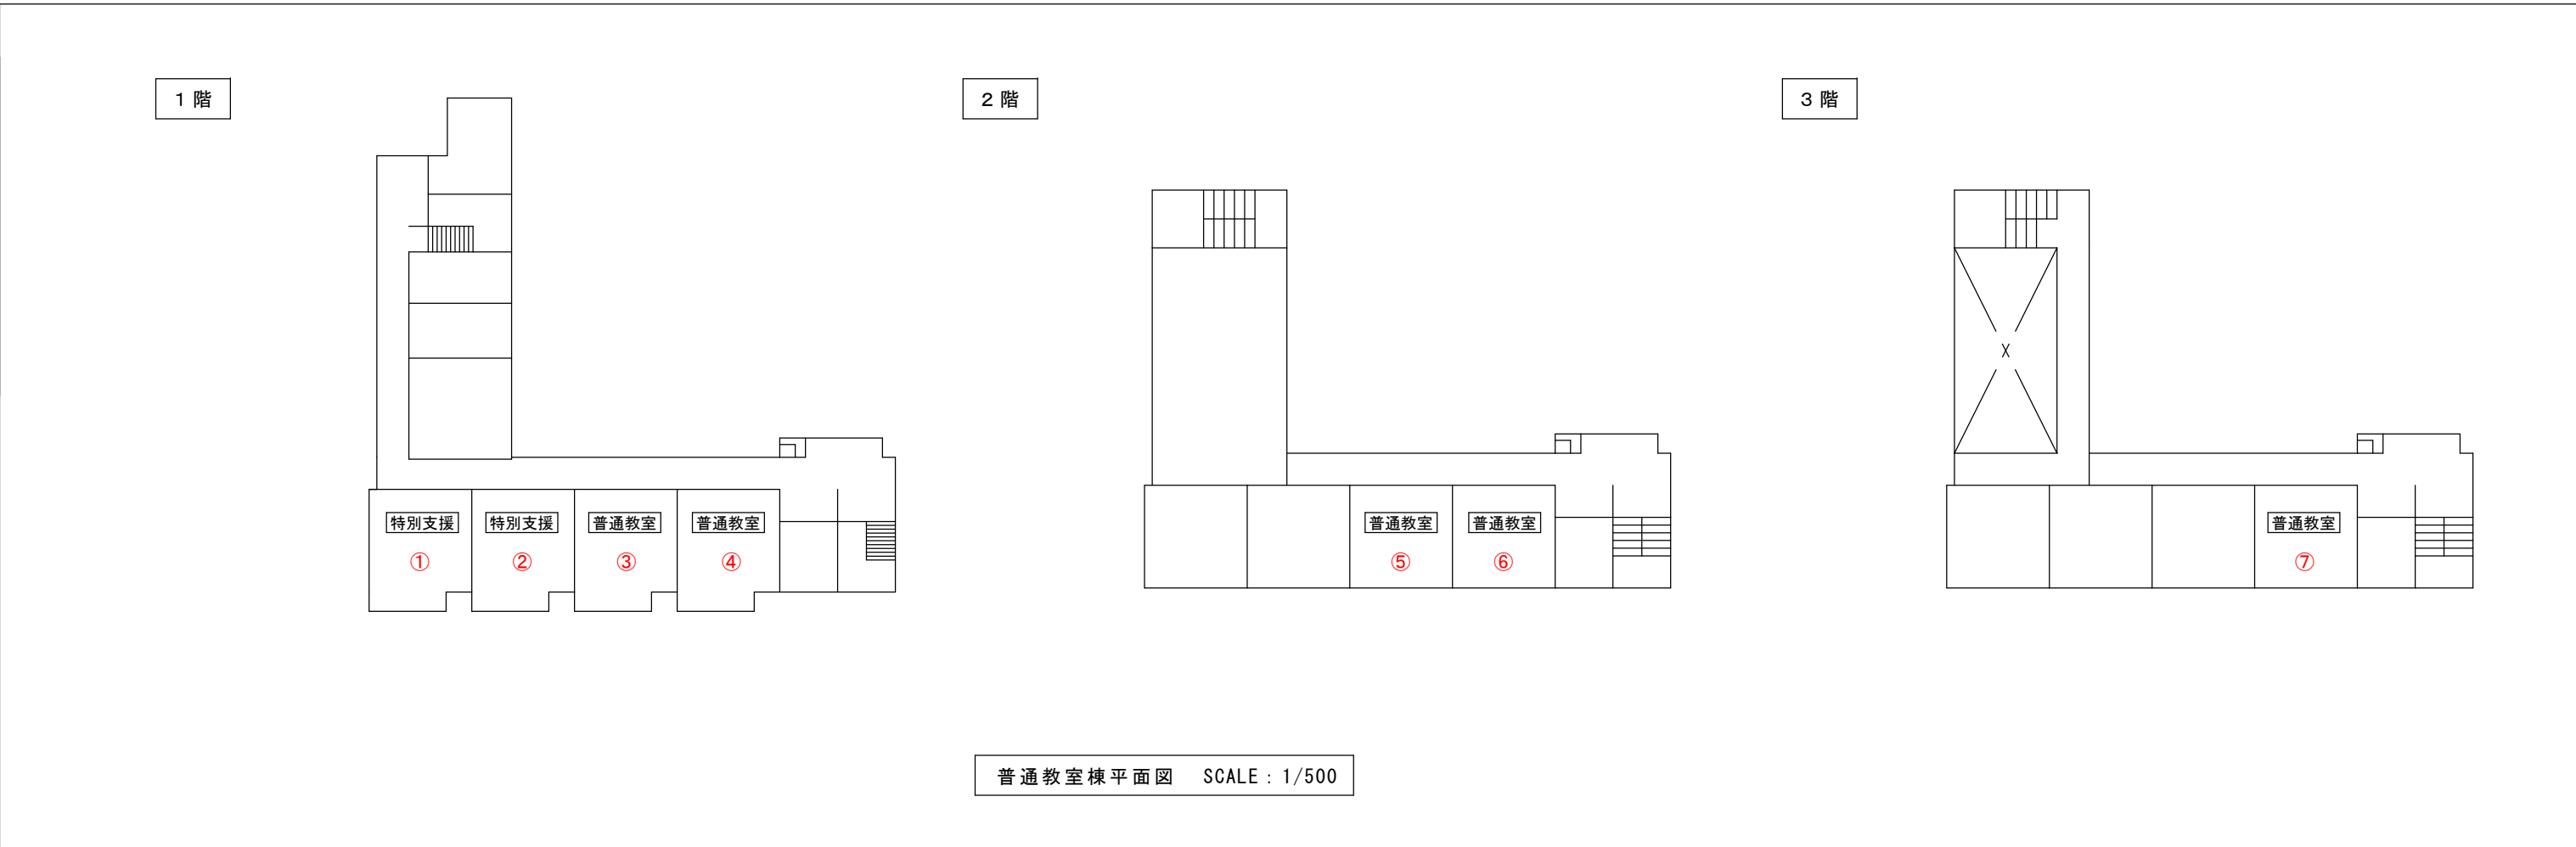 1階
2階
3階
特別支援 特別支援 普通教室 普通教室
① ② ③ ④
普通教室 普通教室
⑤ ⑥
普通教室
⑦
X
普通教室棟平面図 SCALE：1/500